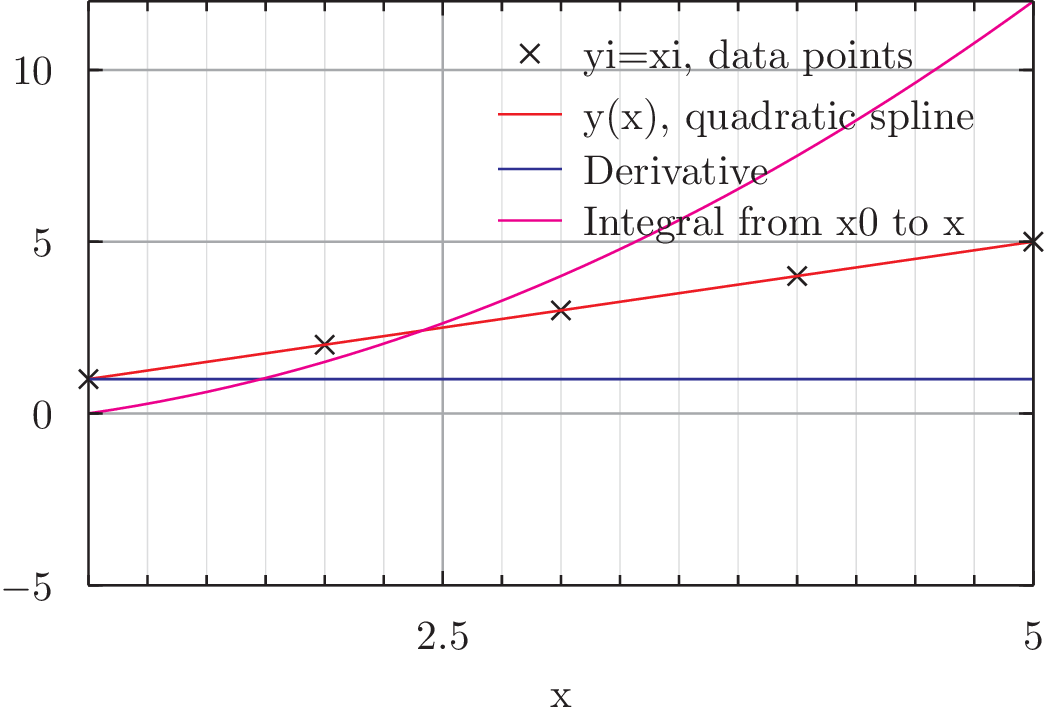 10
yi=xi, data points
y(x), quadratic spline
Derivative
Integral from x0 to x
5
0
−5
2.5 5
x